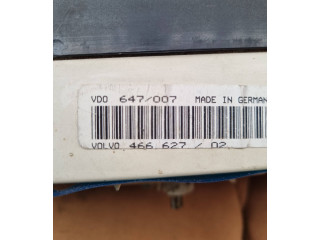 VDO 647/007 MADE IN GERMAN
VOLVO 466 627 / 02